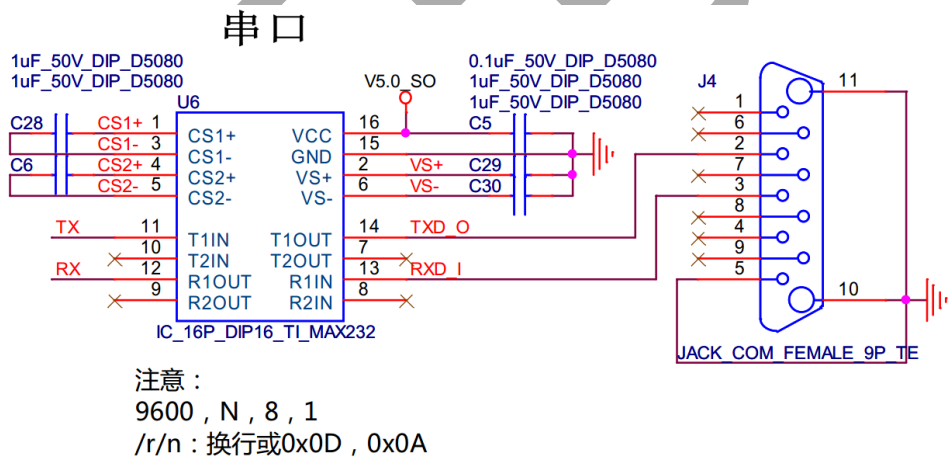 串口
1uF_50V_DIP_D5080
1uF_50V_DIP_D5080
0.1uF_50V_DIP_D5080
1uF_50V_DIP_D5080
1uF_50V_DIP_D5080
V5.0_SO
U6
J4
C28
CS1+ 1 CS1+
CS1- 3 CS1-
C6
CS2+ 4 CS2+
CS2- 5 CS2-
TX 11 T1IN
10 T2IN
RX 12 R1OUT
9 R2OUT
VCC 16
GND 15
VS+ 2 VS+
VS- 6 VS-
T1OUT 14 TXD_O
T2OUT 7
R1IN 13 RXD_I
R2IN 8
C5
C29
C30
IC_16P_DIP16_TI_MAX232
1
6
2
7
3
8
4
9
5
11
10
JACK_COM_FEMALE_9P_TE
注意：
9600，N，8，1
/r/n：换行或0x0D，0x0A